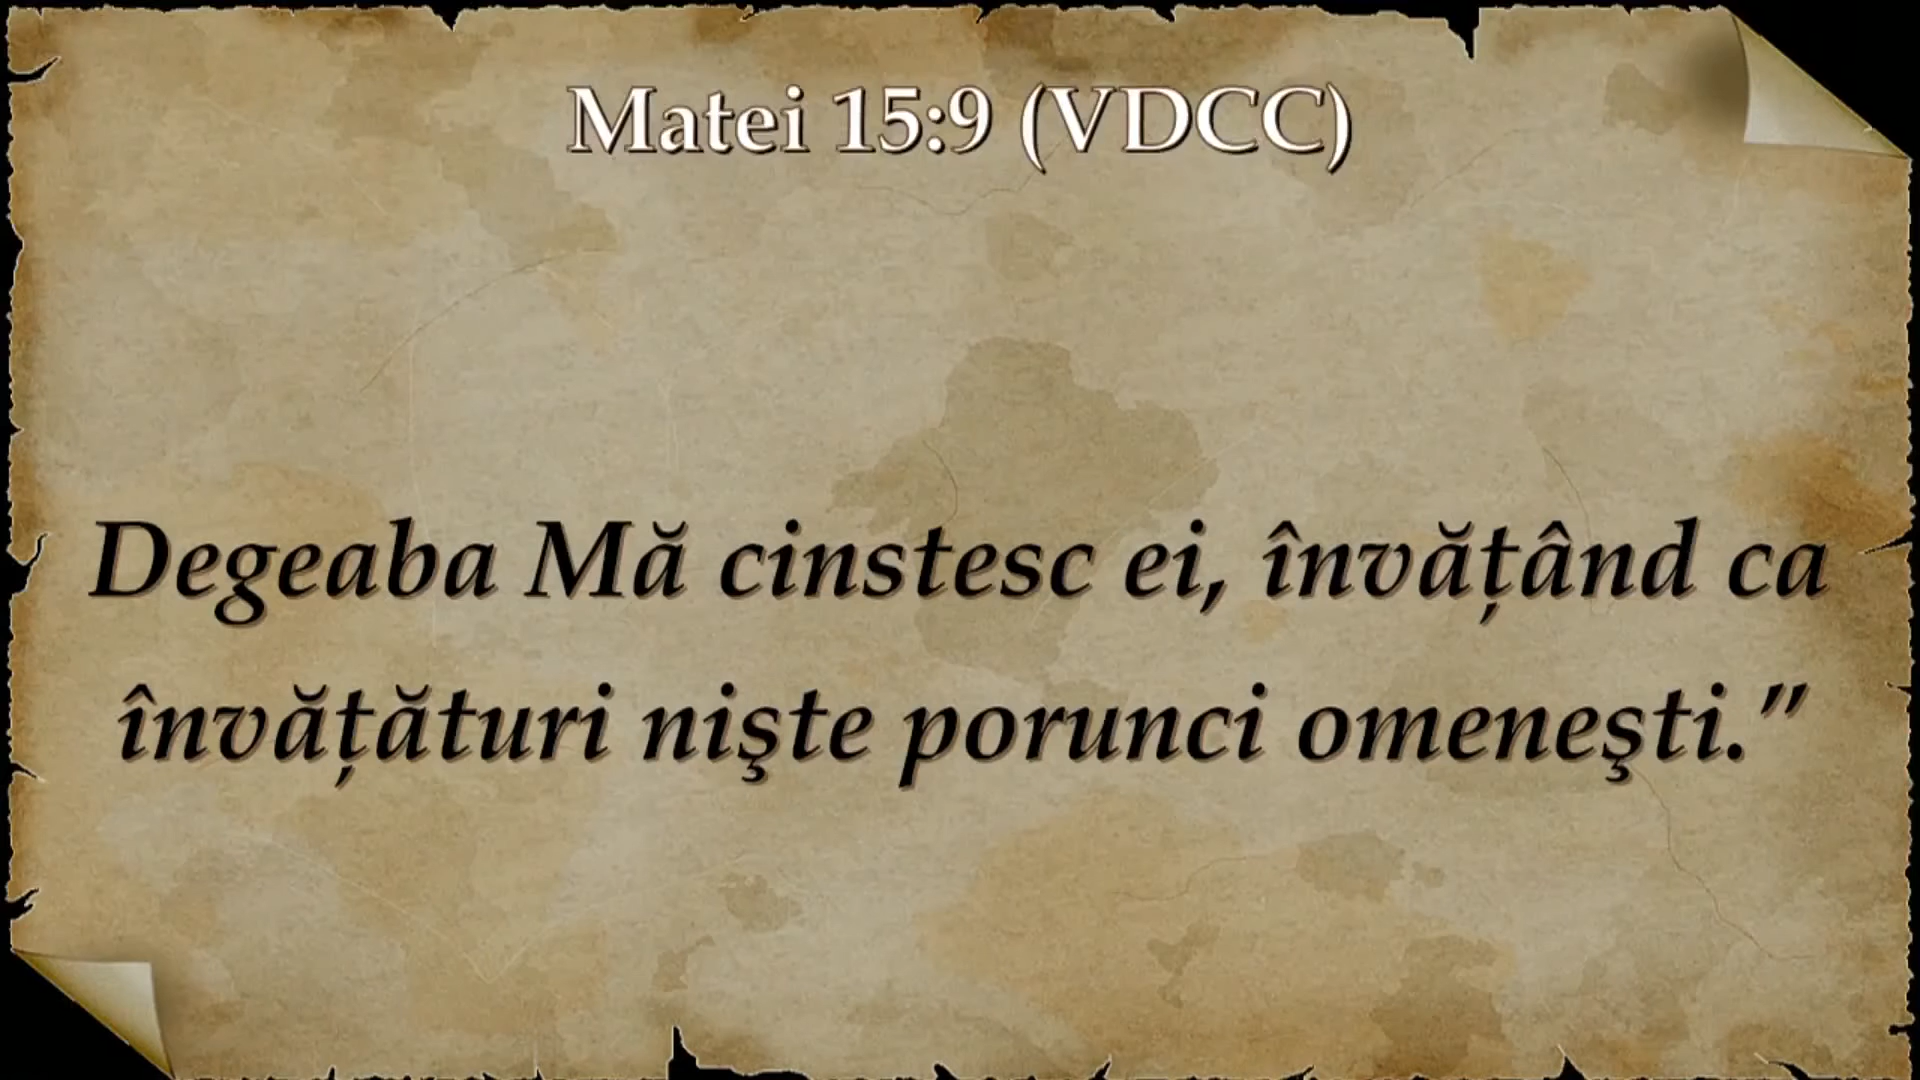 Matei 15:9 (VDCC)
Degeaba Mă cinstesc ei, învățând ca
învățături nişte porunci omeneşti.”